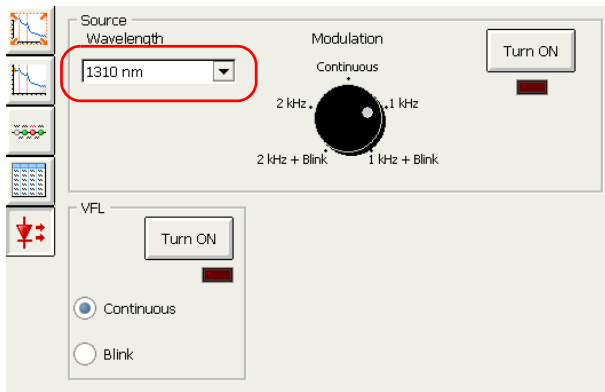 Source
Wavelength
Modulation
Turn ON
1310 nm
Continuous
2 kHz
1 kHz
2 kHz + Blink
1 kHz + Blink
VFL
Turn ON
Continuous
Blink